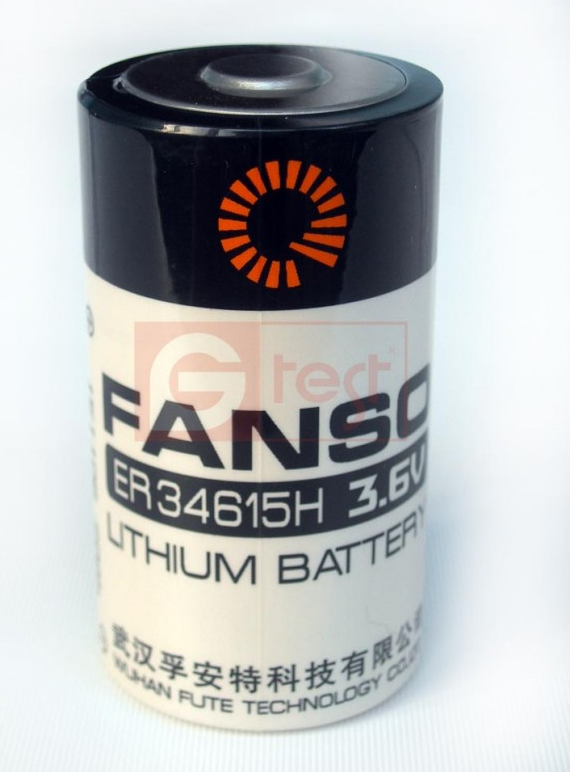 G test
FANSO
ER34615H 3.6V
LITHIUM BATTERY
武汉孚安特科技有限公
WUHAN FUTE TECHNOLOGY CO.